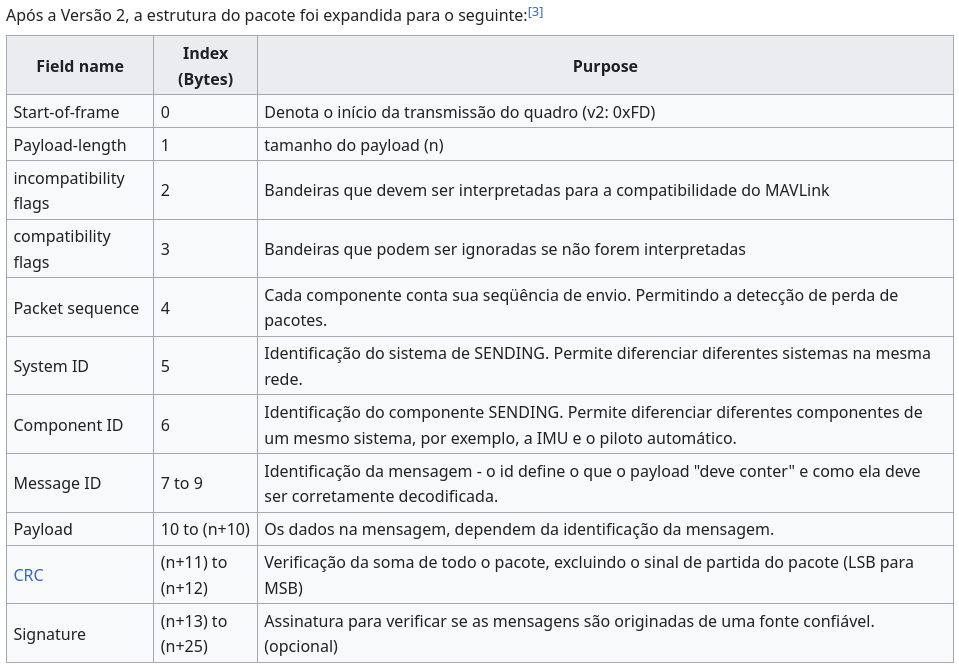 Após a Versão 2, a estrutura do pacote foi expandida para o seguinte:[3]
Field name
Index
(Bytes)
Purpose
Start-of-frame
0
Denota o início da transmissão do quadro (v2: 0xFD)
Payload-length
1
tamanho do payload (n)
incompatibility
flags
2
Bandeiras que devem ser interpretadas para a compatibilidade do MAVLink
compatibility
flags
3
Bandeiras que podem ser ignoradas se não forem interpretadas
Packet sequence
4
Cada componente conta sua seqüência de envio. Permitindo a detecção de perda de
pacotes.
System ID
5
Identificação do sistema de SENDING. Permite diferenciar diferentes sistemas na mesma
rede.
Component ID
6
Identificação do componente SENDING. Permite diferenciar diferentes componentes de
um mesmo sistema, por exemplo, a IMU e o piloto automático.
Message ID
7 to 9
Identificação da mensagem - o id define o que o payload "deve conter" e como ela deve
ser corretamente decodificada.
Payload
10 to (n+10)
Os dados na mensagem, dependem da identificação da mensagem.
CRC
(n+11) to
(n+12)
Verificação da soma de todo o pacote, excluindo o sinal de partida do pacote (LSB para
MSB)
Signature
(n+13) to
(n+25)
Assinatura para verificar se as mensagens são originadas de uma fonte confiável.
(opcional)